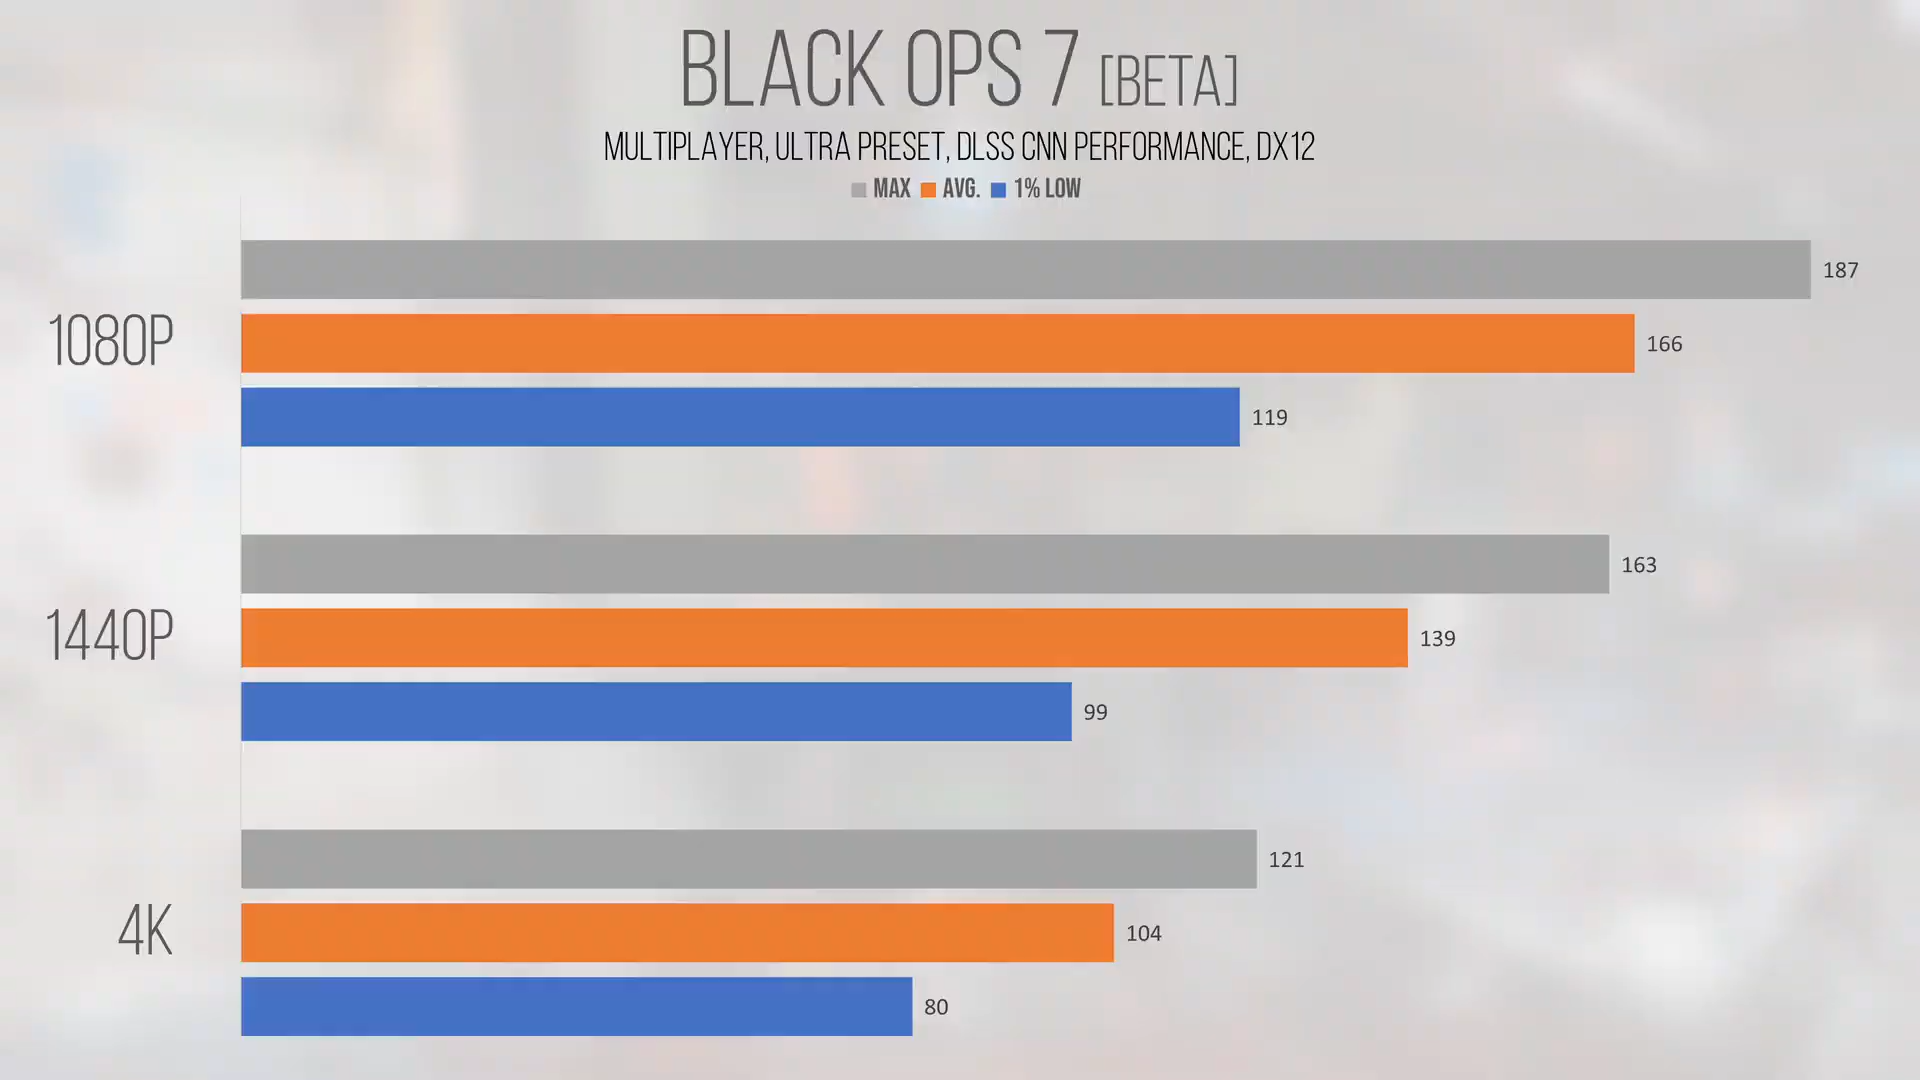 BLACK OPS 7 [BETA]
MULTIPLAYER, ULTRA PRESET, DLSS CNN PERFORMANCE, DX12
MAX AVG. 1% LOW
187
1080P 166
119
163
1440P 139
99
121
4K 104
80